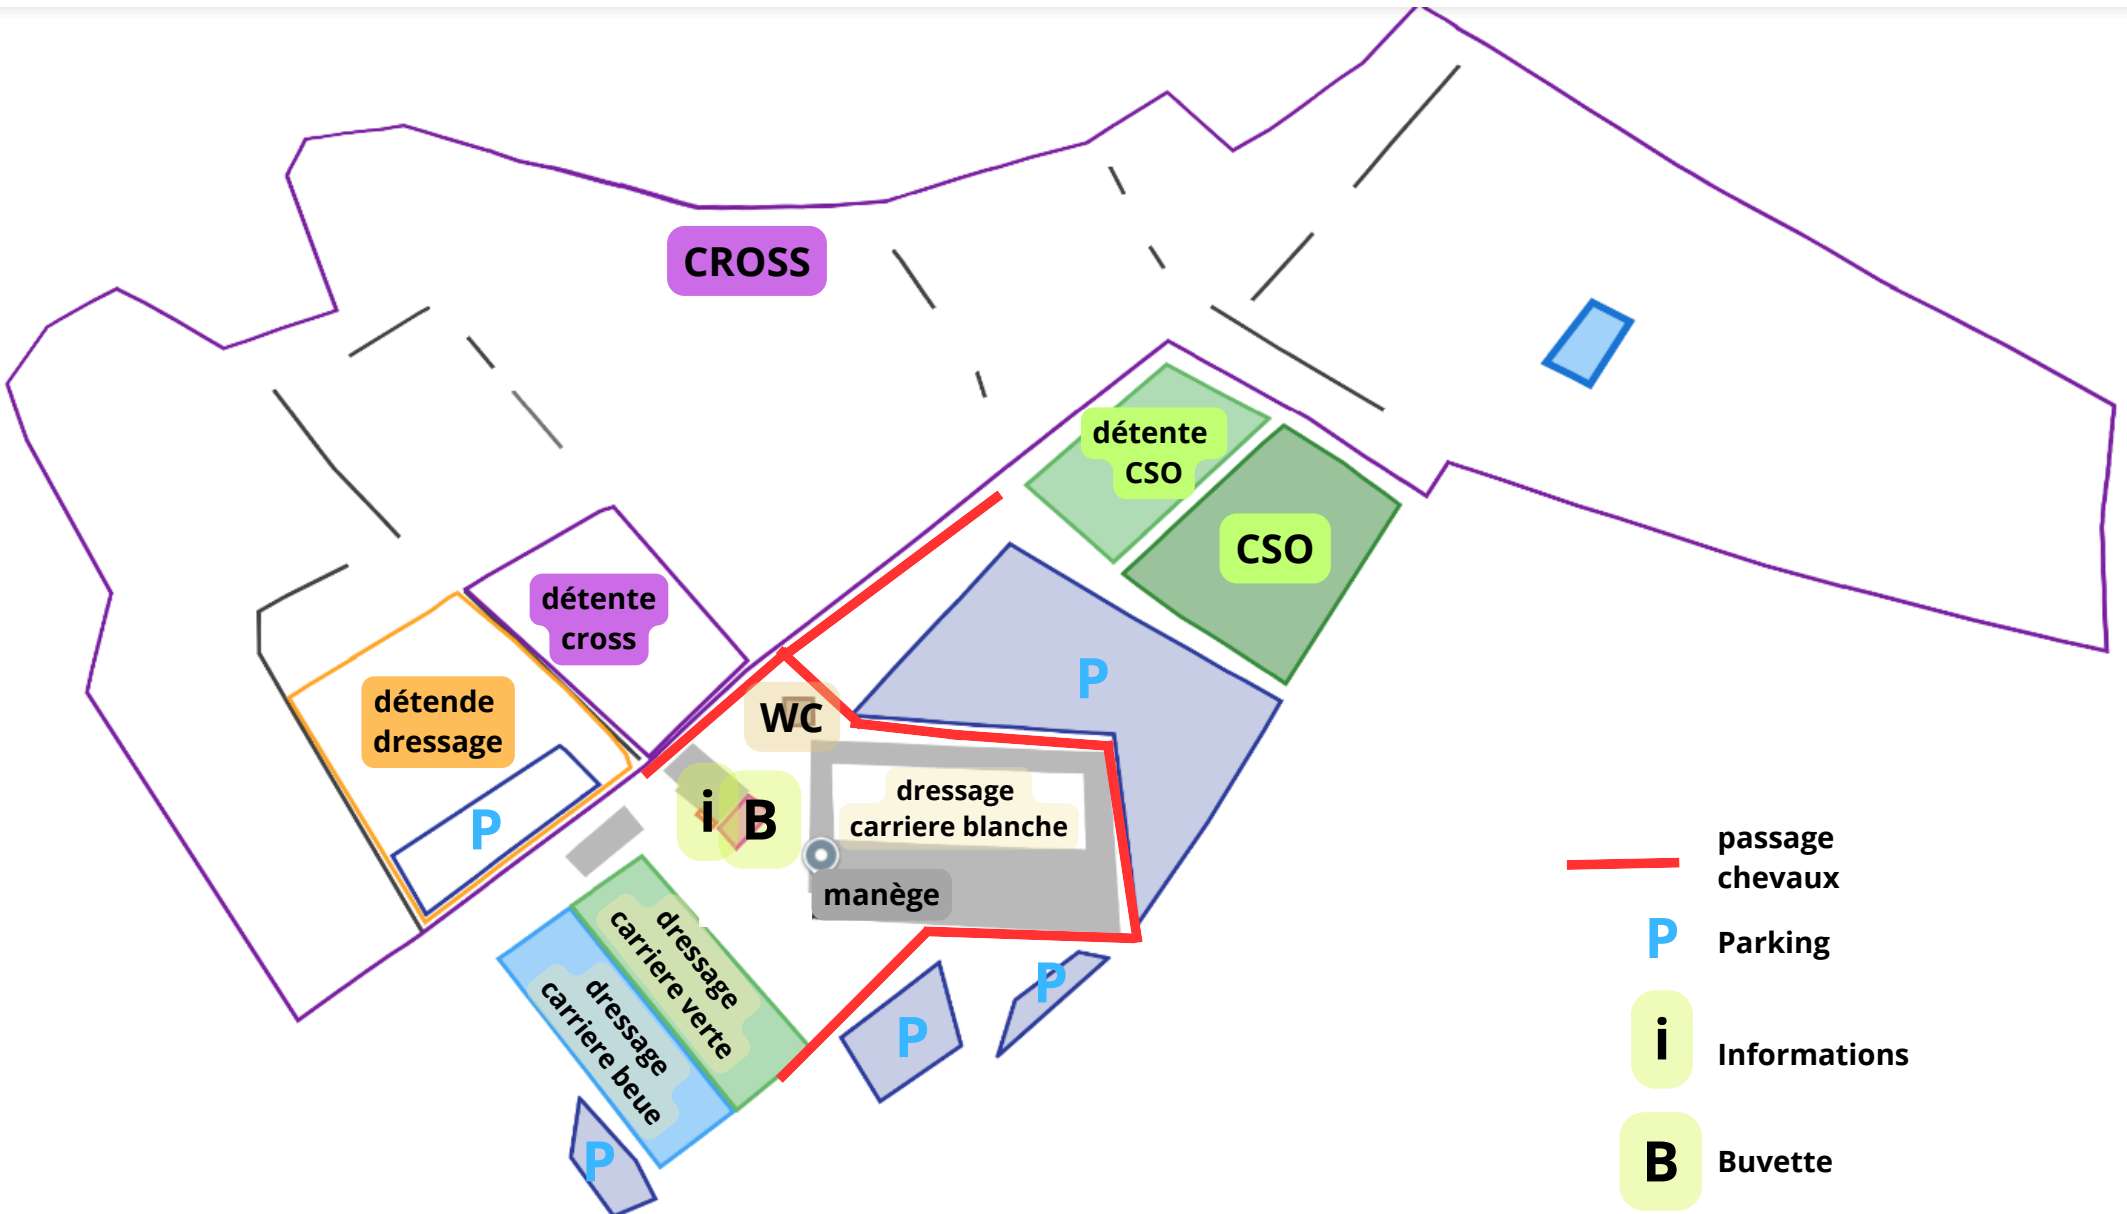 CROSS
détente
CSO
CSO
détente
cross
détende
dressage
P
P
WC
i
B
dressage
carriere blanche
manège
dressage
carriere verte
dressage
carriere beue
P
P
P
passage
chevaux
P Parking
i Informations
B Buvette